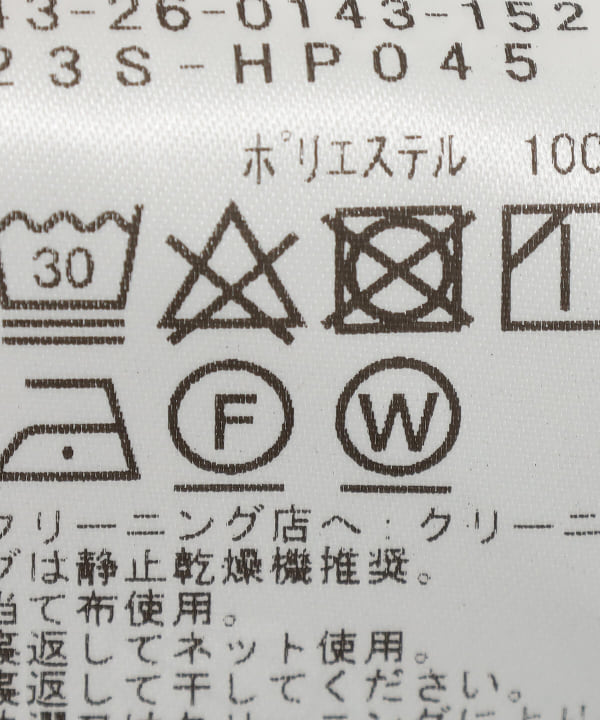 3-26-0143-152
23S-HP045
ポリエステル 100
30
F W
クリーニング店へ:クリーニ
グは静止乾燥機推奨。
当て布使用。
裏返してネット使用。
裏返して干してください。